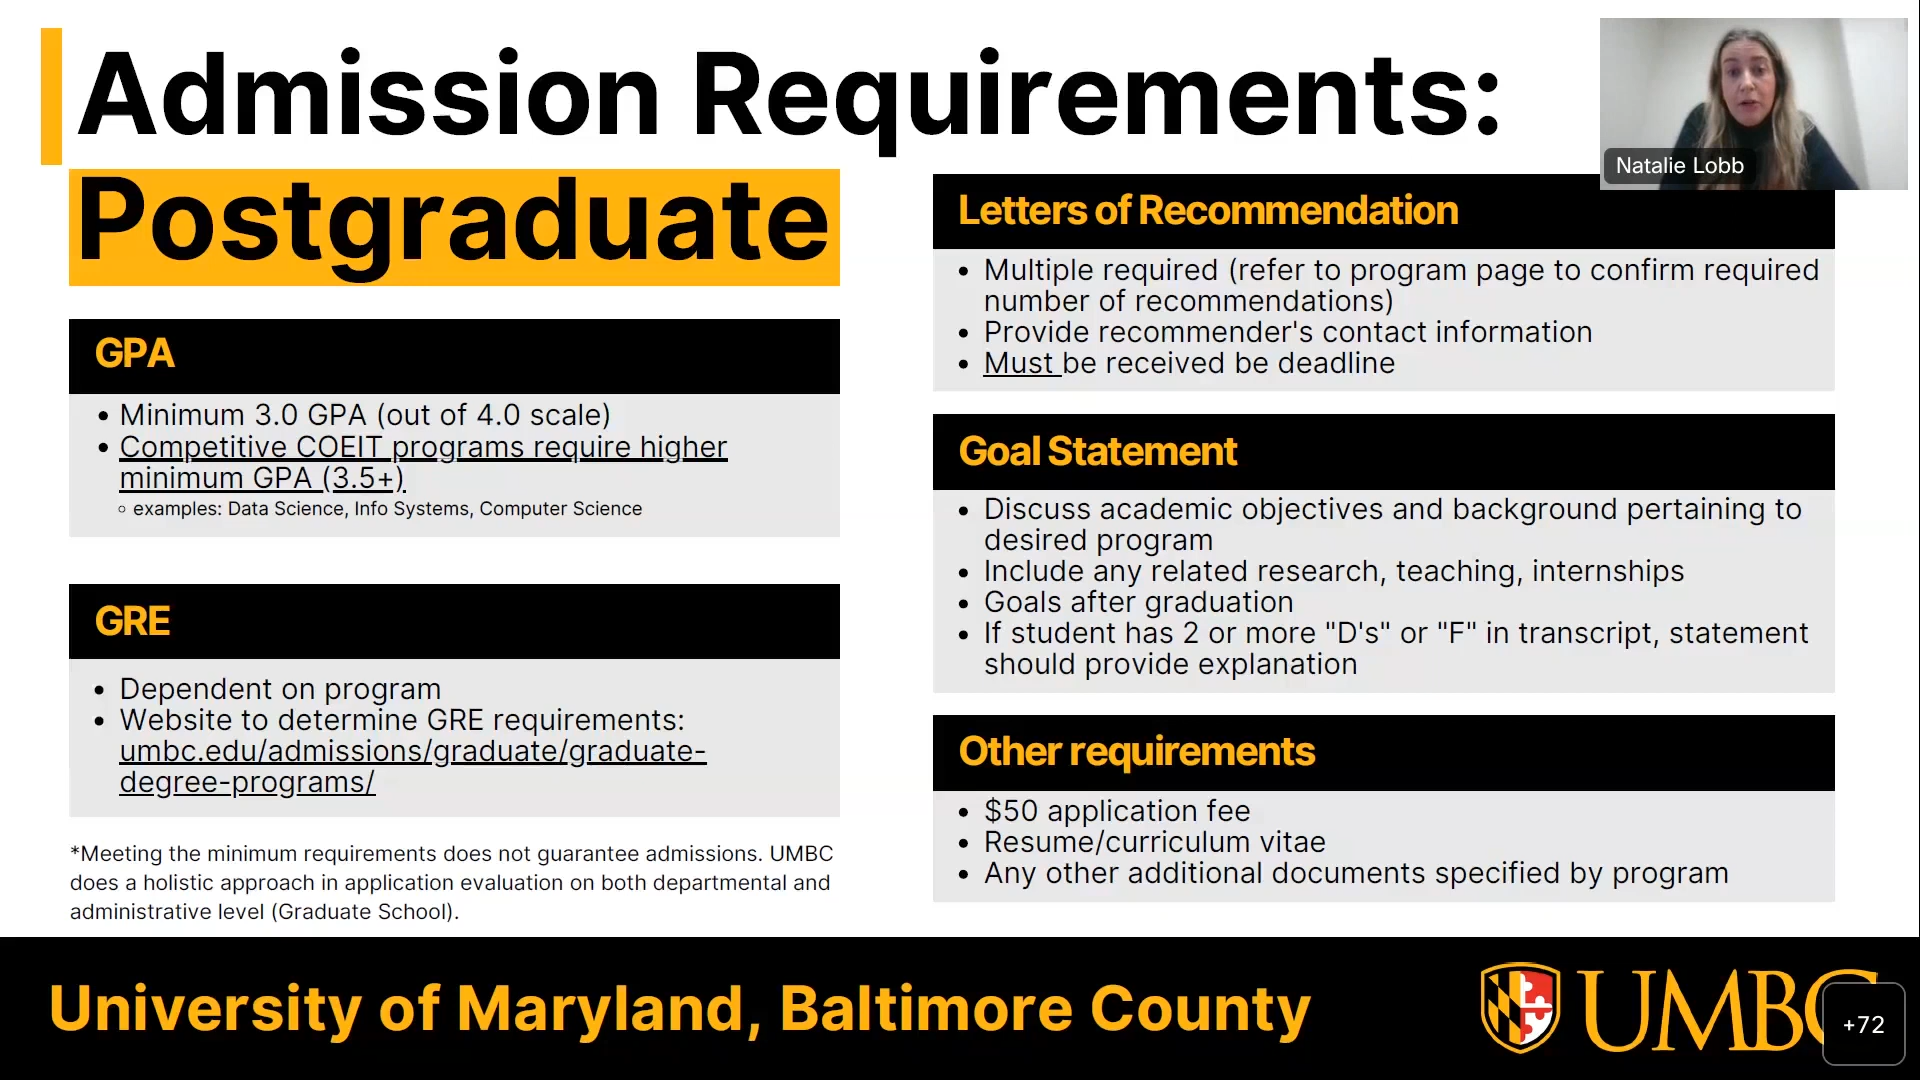 Admission Requirements:
Postgraduate
Natalie Lobb
GPA
• Minimum 3.0 GPA (out of 4.0 scale)
• Competitive COEIT programs require higher
minimum GPA (3.5+)
◦ examples: Data Science, Info Systems, Computer Science
GRE
• Dependent on program
• Website to determine GRE requirements:
umbc.edu/admissions/graduate/graduate-
degree-programs/
*Meeting the minimum requirements does not guarantee admissions. UMBC
does a holistic approach in application evaluation on both departmental and
administrative level (Graduate School).
Letters of Recommendation
• Multiple required (refer to program page to confirm required
number of recommendations)
• Provide recommender's contact information
• Must be received be deadline
Goal Statement
• Discuss academic objectives and background pertaining to
desired program
• Include any related research, teaching, internships
• Goals after graduation
• If student has 2 or more "D's" or "F" in transcript, statement
should provide explanation
Other requirements
• $50 application fee
• Resume/curriculum vitae
• Any other additional documents specified by program
University of Maryland, Baltimore County
UMBC
+72